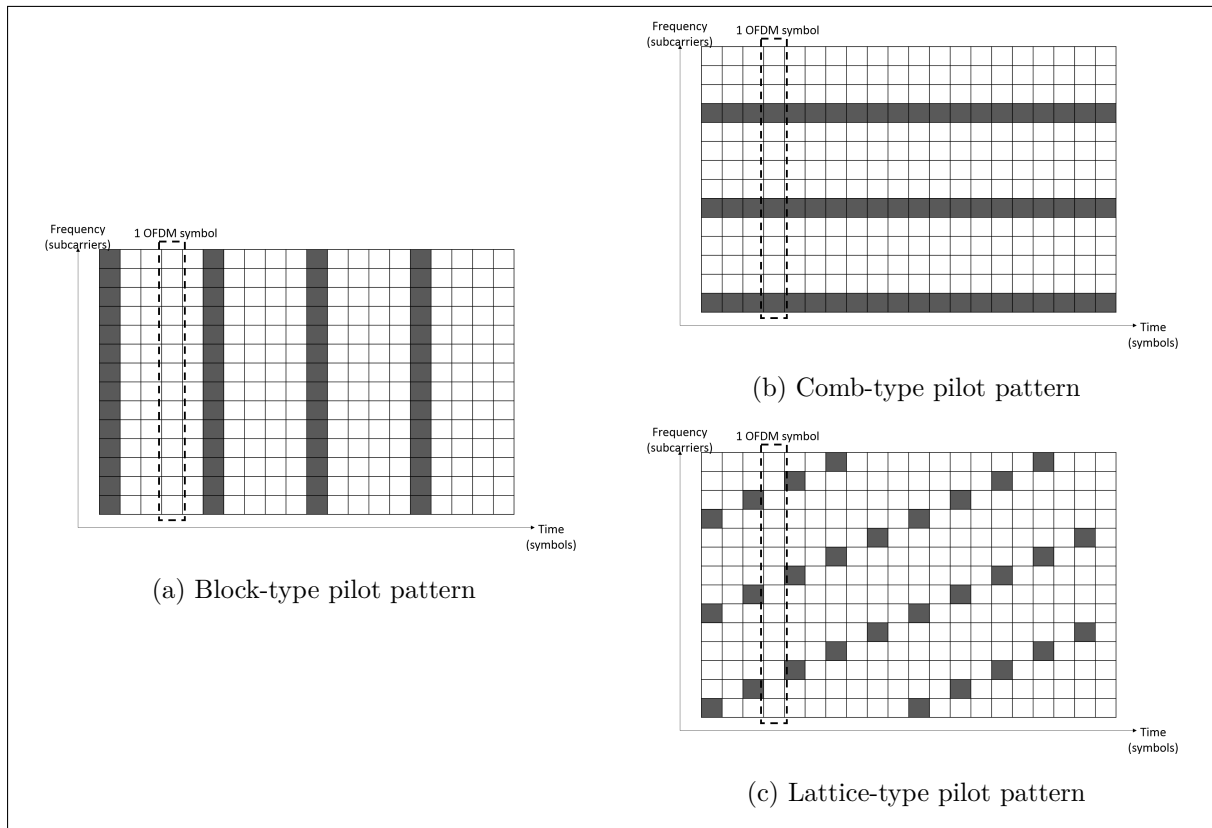 Frequency
(subcarriers)
1 OFDM symbol
Time
(symbols)
(a) Block-type pilot pattern
Frequency
(subcarriers)
1 OFDM symbol
Time
(symbols)
(b) Comb-type pilot pattern
Frequency
(subcarriers)
1 OFDM symbol
Time
(symbols)
(c) Lattice-type pilot pattern